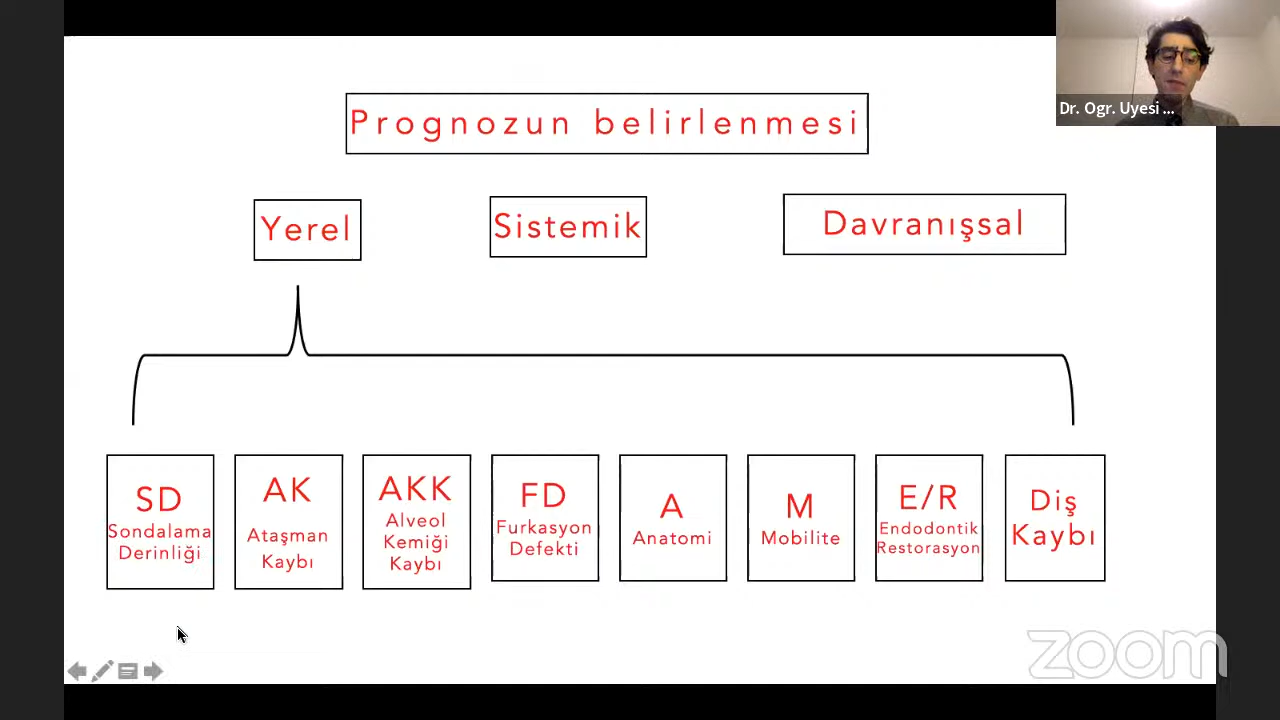 Dr. Ogr. Uyesi ...
Prognozun belirlenmesi
Yerel
Sistemik
Davranışsal
SD
Sondalama
Derinliği
AK
Ataşman
Kaybı
AKK
Alveol
Kemiği
Kaybı
FD
Furkasyon
Defekti
A
Anatomi
M
Mobilite
E/R
Endodontik
Restorasyon
Diş
Kaybı
zoom